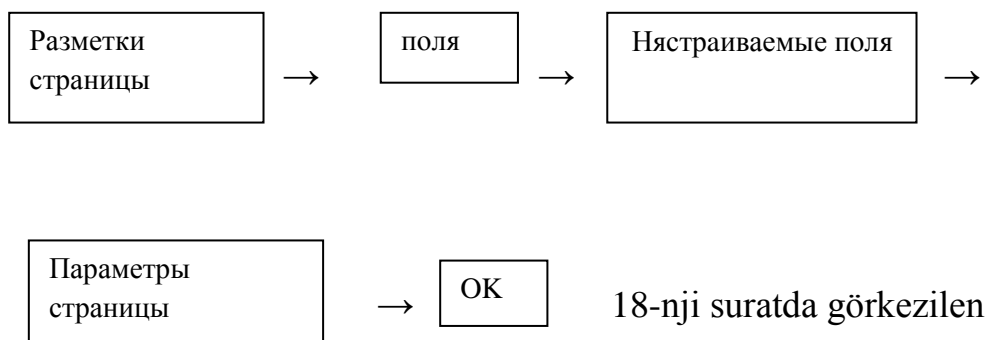 Разметки
страницы
→
поля
→
Нястраиваемые поля
→
Параметры
страницы
→
OK
18-nji suratda görkezilen